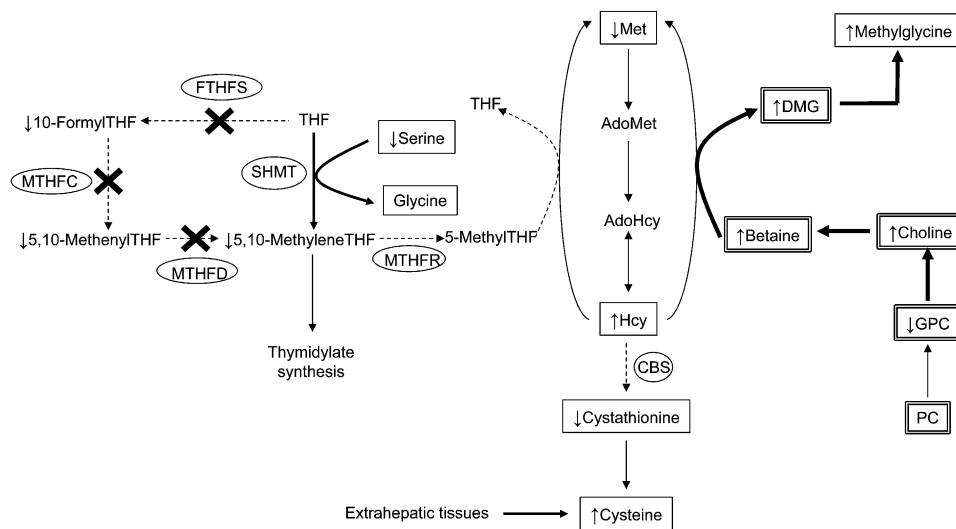 ↓Met
↑Methylglycine
FTHFS
↑DMG
THF
↓10-FormylTHF
THF
AdoMet
↓Serine
SHMT
MTHFC
Glycine
AdoHcy
↑Betaine
↑Choline
↓5,10-MethenylTHF
↓5,10-MethyleneTHF
5-MethylTHF
MTHFD
MTHFR
↑Hcy
↓GPC
Thymidylate
synthesis
CBS
↓Cystathionine
PC
Extrahepatic tissues
↑Cysteine